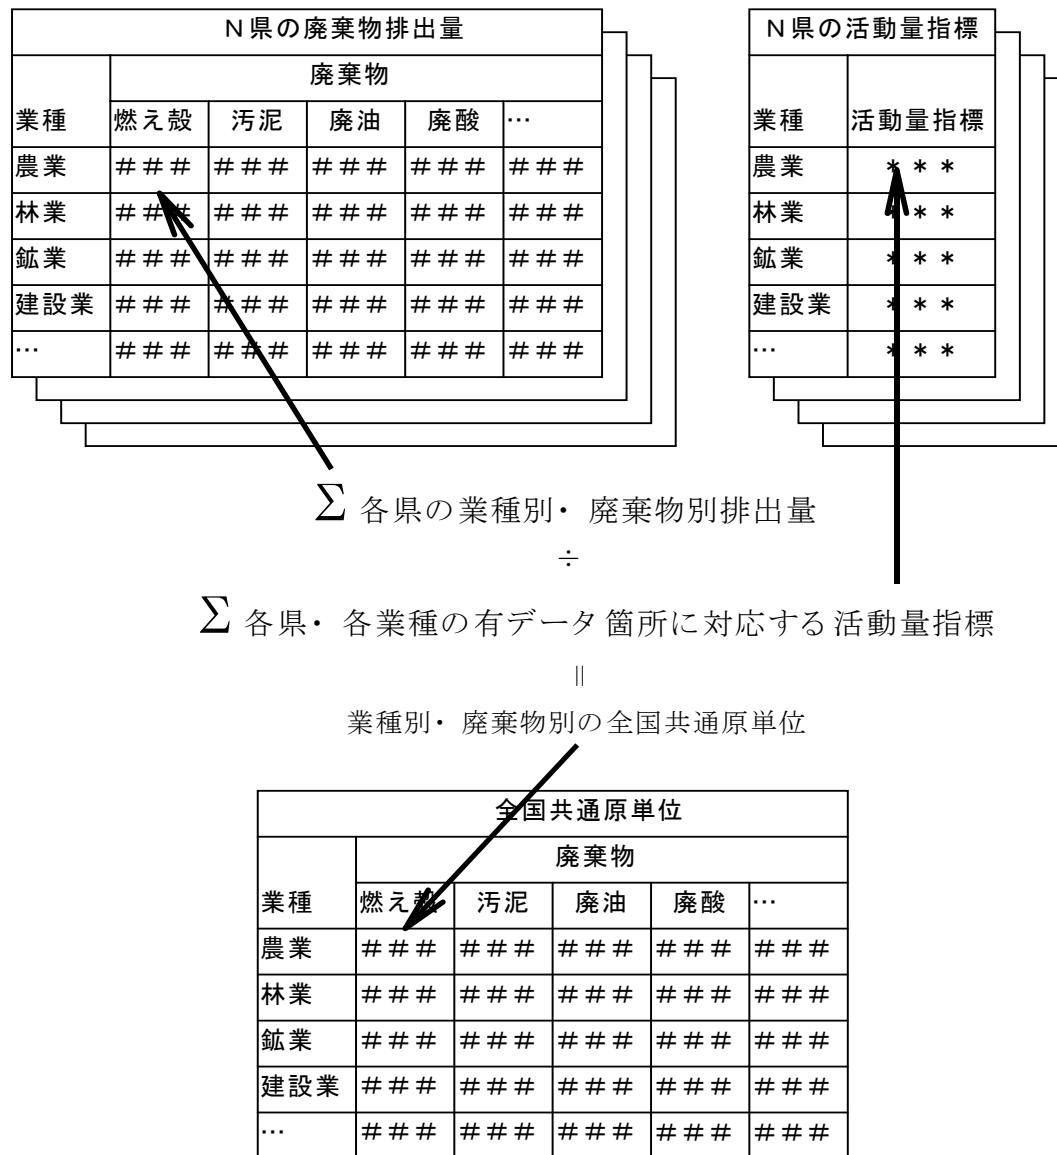 N県の廃棄物排出量
廃棄物
業種 燃え殻 汚泥 廃油 廃酸 …
農業 ### ### ### ### ###
林業 ### ### ### ### ###
鉱業 ### ### ### ### ###
建設業 ### ### ### ### ###
… ### ### ### ### ###
N県の活動量指標
業種 活動量指標
農業 ***
林業 ***
鉱業 ***
建設業 ***
… ***
Σ 各県の業種別・廃棄物別排出量
÷
Σ 各県・各業種の有データ箇所に対応する活動量指標
||
業種別・廃棄物別の全国共通原単位
全国共通原単位
廃棄物
業種 燃え殻 汚泥 廃油 廃酸 …
農業 ### ### ### ### ###
林業 ### ### ### ### ###
鉱業 ### ### ### ### ###
建設業 ### ### ### ### ###
… ### ### ### ### ###